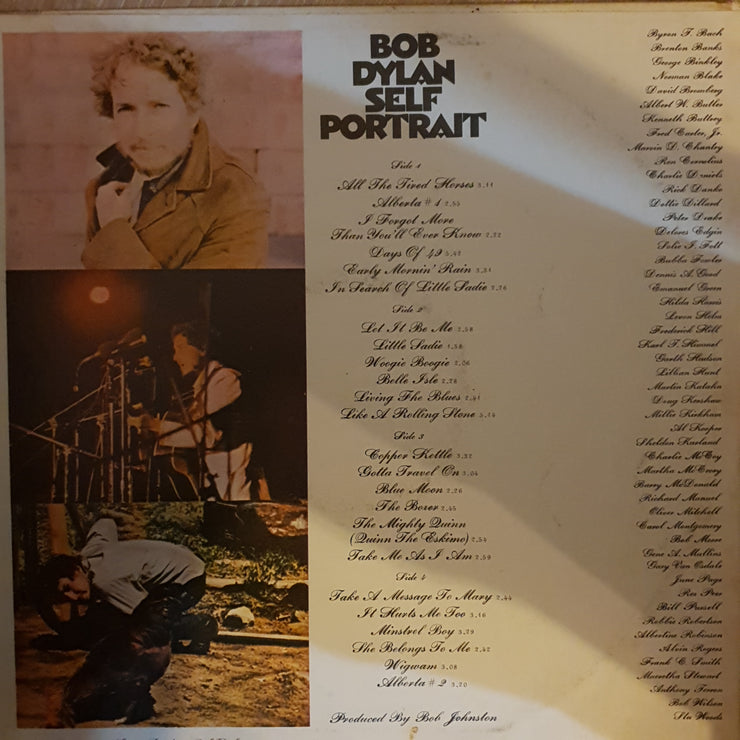 BOB
DYLAN
SELF
PORTRAIT
Side 1
All The Tired Horses 3.11
Alberta #1 2.55
I Forgot More
Than You'll Ever Know 2.22
Days Of 49 5.42
Early Mornin' Rain 3.31
In Search Of Little Sadie 2.26
Side 2
Let It Be Me 2.58
Little Sadie 1.58
Woogie Boogie 2.06
Belle Isle 2.28
Living The Blues 2.41
Like A Rolling Stone 5.14
Side 3
Copper Kettle 3.32
Gotta Travel On 3.04
Blue Moon 2.26
The Boxer 2.45
The Mighty Quinn
(Quinn The Eskimo) 2.54
Take Me As I Am 2.59
Side 4
Take A Message To Mary 2.44
It Hurts Me Too 3.16
Minstrel Boy 3.29
She Belongs To Me 2.42
Wigwam 3.08
Alberta #2 3.20
Produced By Bob Johnston
Byron T. Bach
Brenton Banks
George Binkley
Norman Blake
David Bromberg
Albert W. Butler
Kenneth Buttrey
Fred Carter, Jr.
Marvin D. Chantry
Ron Cornelius
Charlie Daniels
Rick Danko
Dottie Dillard
Peter Drake
Delores Edgin
Solie I. Fott
Bubba Fowler
Dennis A. Good
Emanuel Green
Hilda Harris
Levon Helm
Frederick Hill
Karl T. Himmel
Garth Hudson
Lillian Hunt
Martin Katahn
Doug Kershaw
Millie Kirkham
Al Kooper
Sheldon Kurland
Charlie McCoy
Martha McCrory
Barry McDonald
Richard Manuel
Oliver Mitchell
Carol Montgomery
Bob Moore
Gene A. Mullins
Gary Van Osdale
June Page
Rex Peer
Bill Pursell
Robbie Robertson
Albertine Robinson
Alvin Rogers
Frank C. Smith
Maretha Stewart
Anthony Terran
Bob Wilson
Stu Woods